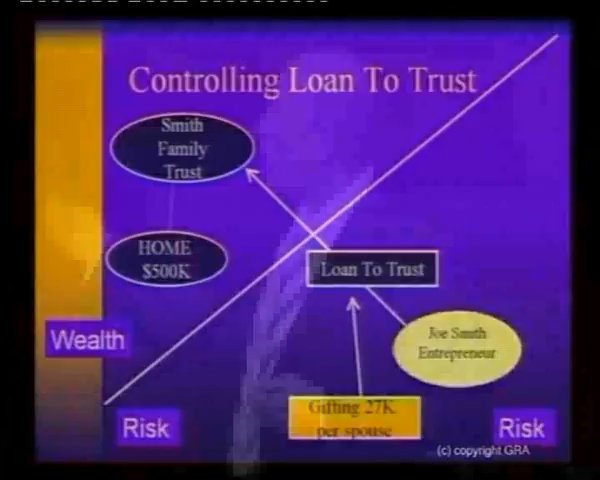 Controlling Loan To Trust
Smith
Family
Trust
HOME
$500K
Loan To Trust
Wealth
Joe Smith
Entrepreneur
Gifting 27K
per spouse
Risk
Risk
(c) copyright GRA